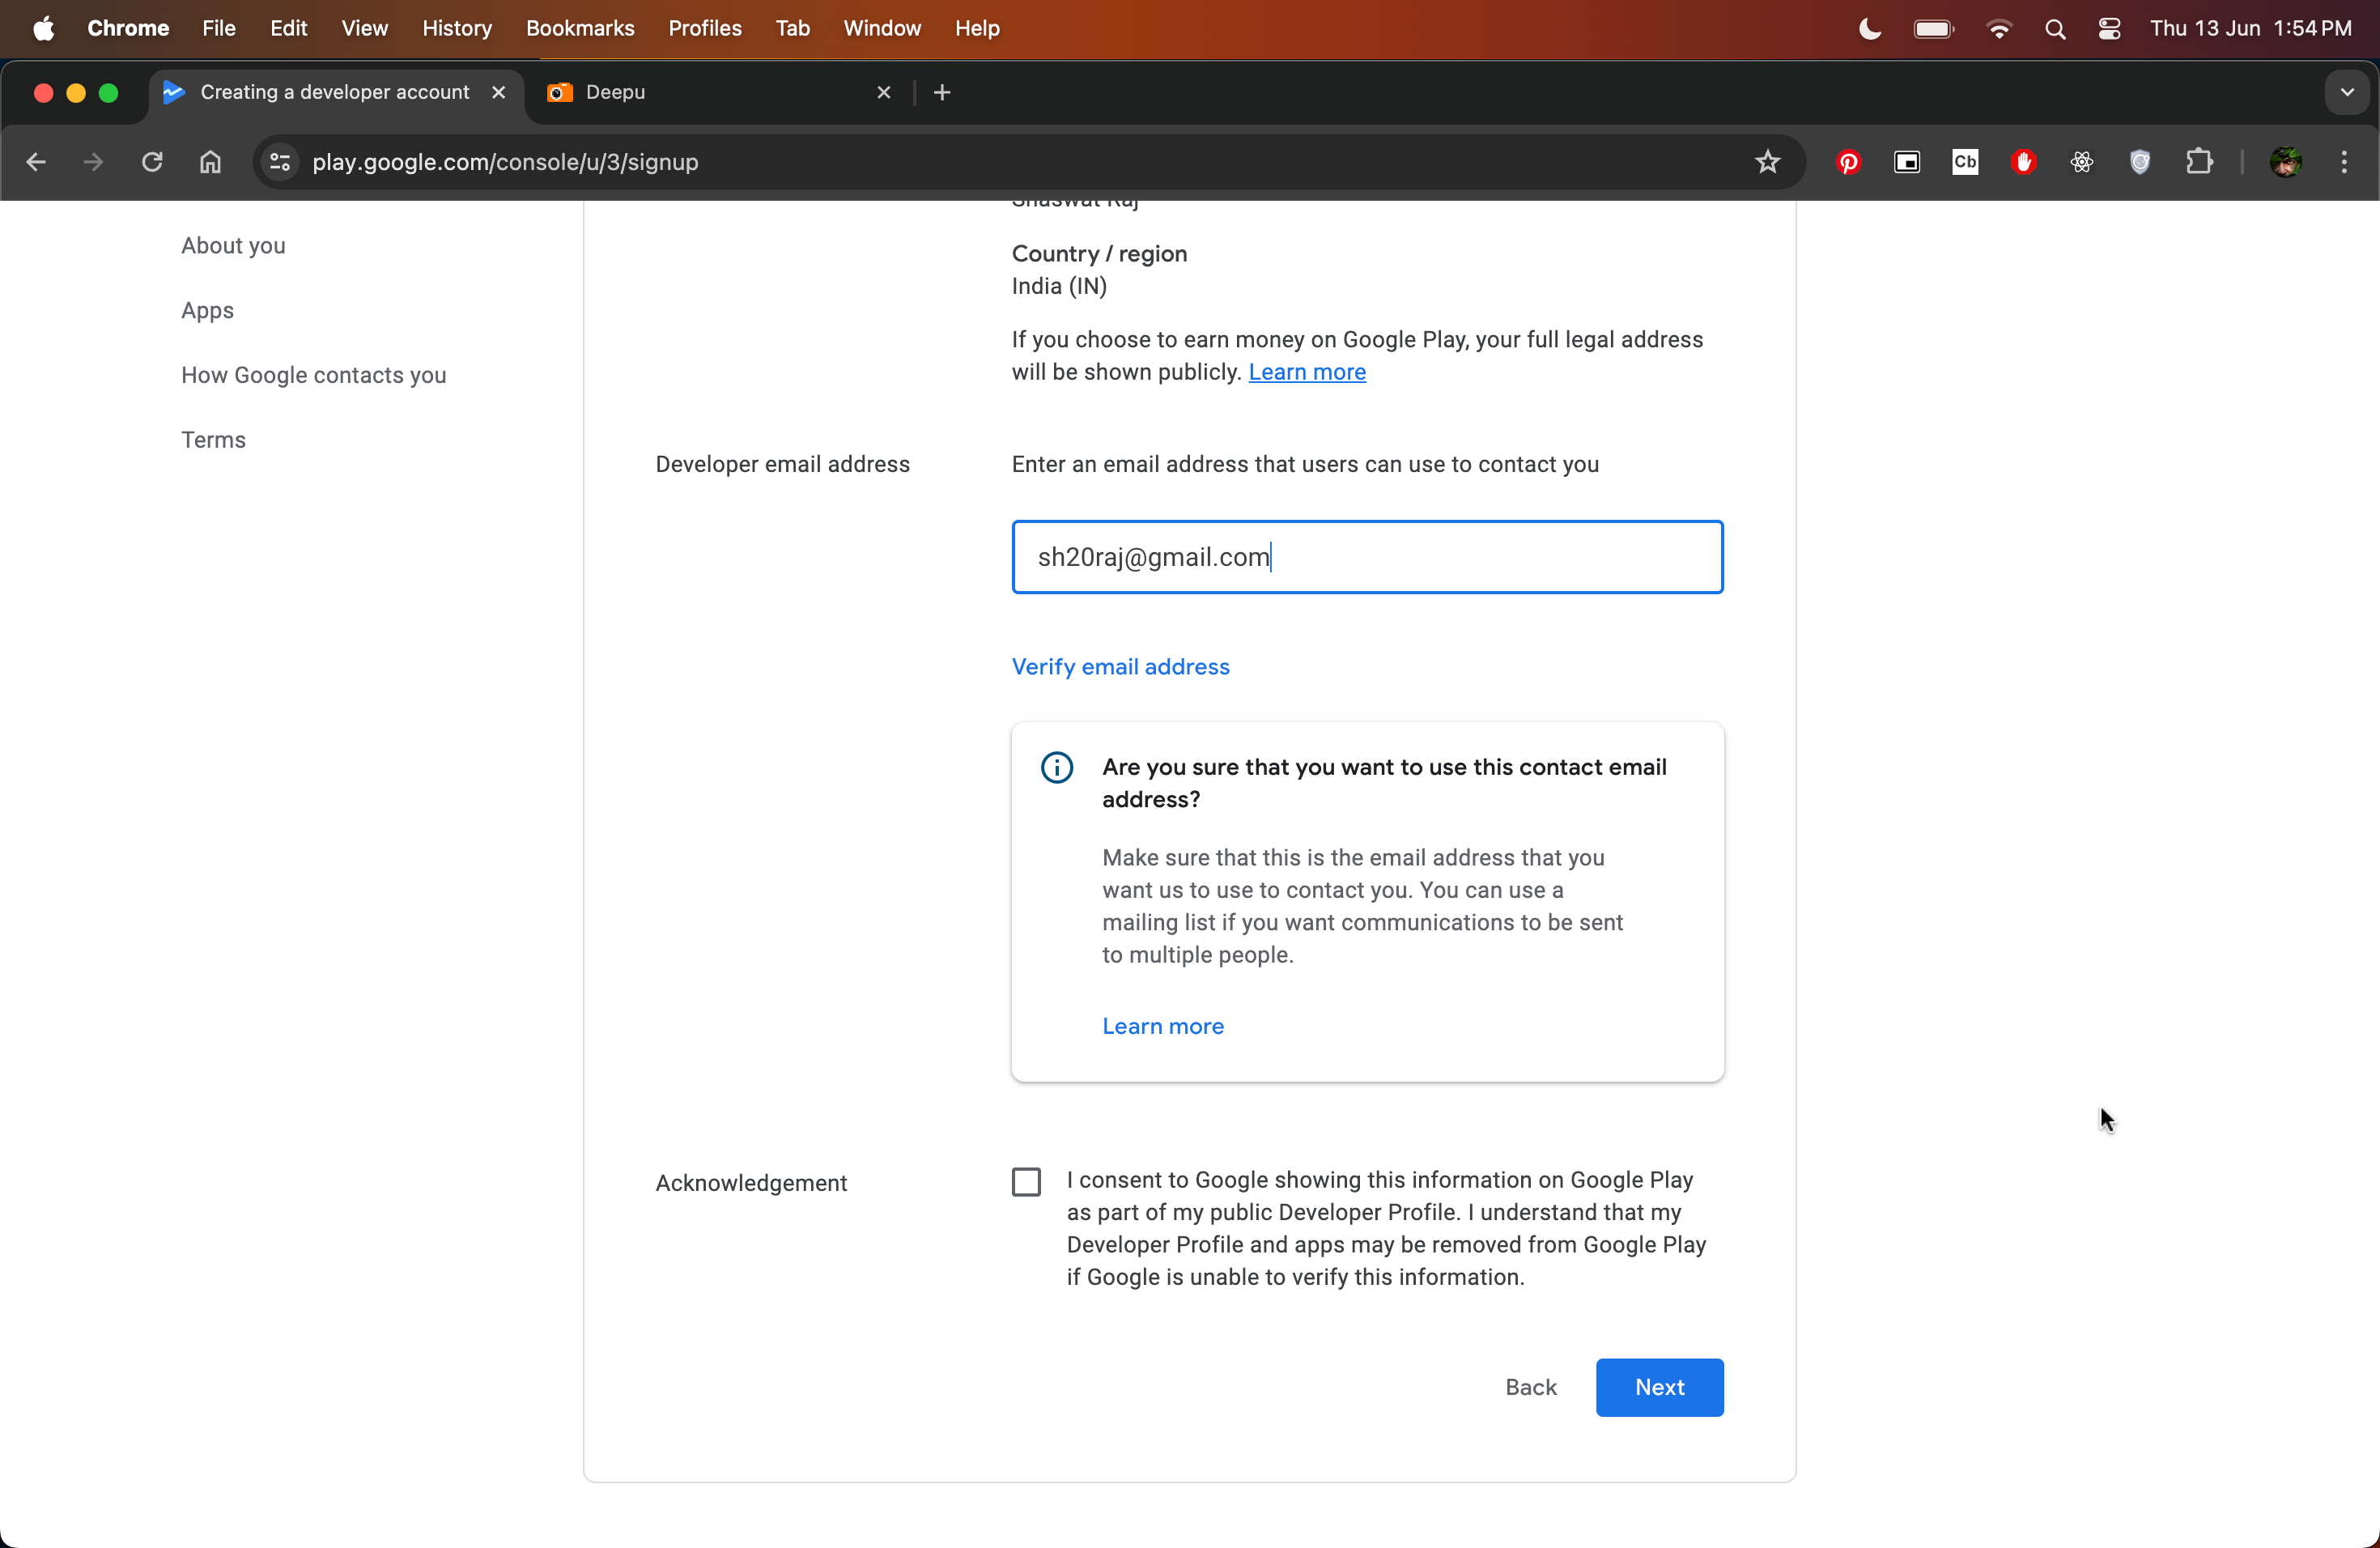 Chrome File Edit View History Bookmarks Profiles Tab Window Help Thu 13 Jun 1:54 PM
Creating a developer account Deepu
play.google.com/console/u/3/signup
Cb
About you
Apps
How Google contacts you
Terms
Shaswat Raj
Country / region
India (IN)
If you choose to earn money on Google Play, your full legal address
will be shown publicly. Learn more
Developer email address
Enter an email address that users can use to contact you
sh20raj@gmail.com
Verify email address
Are you sure that you want to use this contact email
address?
Make sure that this is the email address that you
want us to use to contact you. You can use a
mailing list if you want communications to be sent
to multiple people.
Learn more
Acknowledgement
I consent to Google showing this information on Google Play
as part of my public Developer Profile. I understand that my
Developer Profile and apps may be removed from Google Play
if Google is unable to verify this information.
Back Next